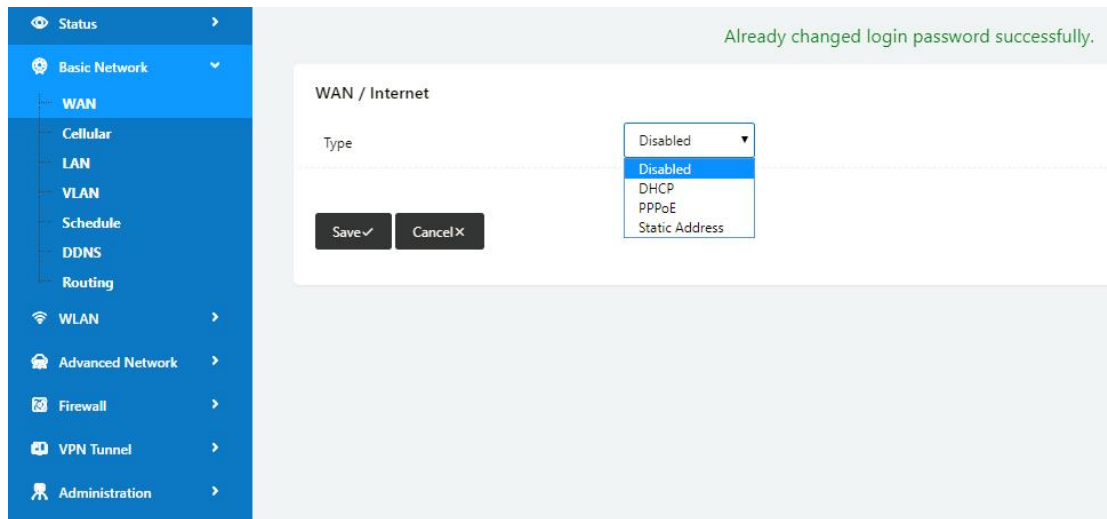 Status
Basic Network
WAN
Cellular
LAN
VLAN
Schedule
DDNS
Routing
WLAN
Advanced Network
Firewall
VPN Tunnel
Administration
Already changed login password successfully.
WAN / Internet
Type
Disabled
Disabled
DHCP
PPPoE
Static Address
Save Cancel